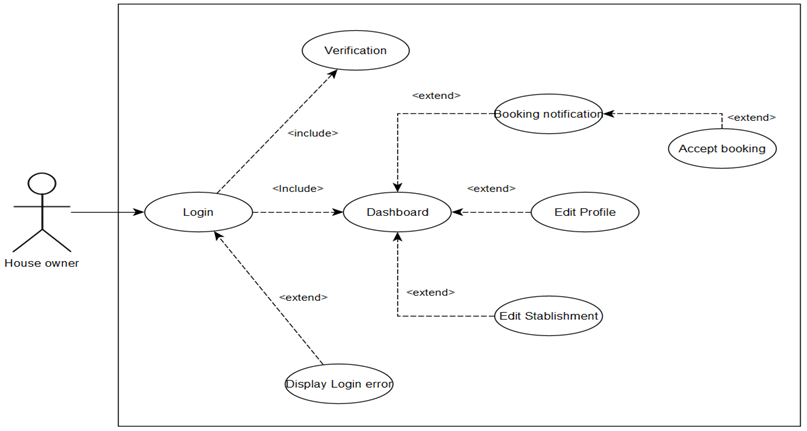 Verification
<extend>
Booking notification
<extend>
<include>
Accept booking
<Include>
<extend>
Login
Dashboard
Edit Profile
House owner
<extend>
<extend>
Edit Stablishment
Display Login error